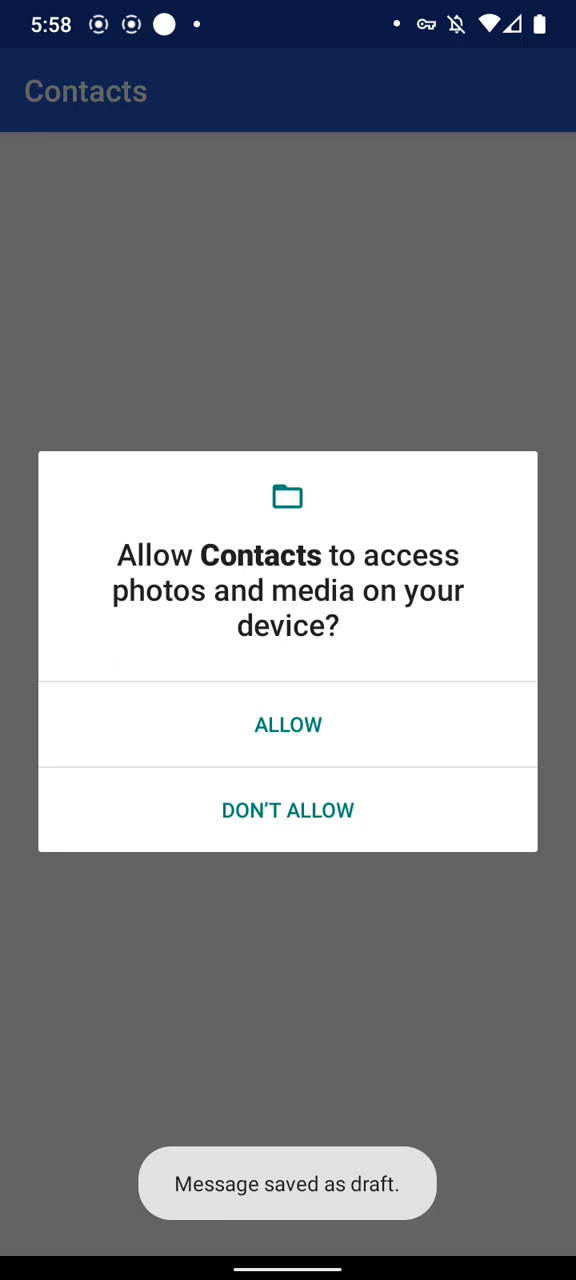 5:58
Contacts
Allow Contacts to access
photos and media on your
device?
ALLOW
DON’T ALLOW
Message saved as draft.